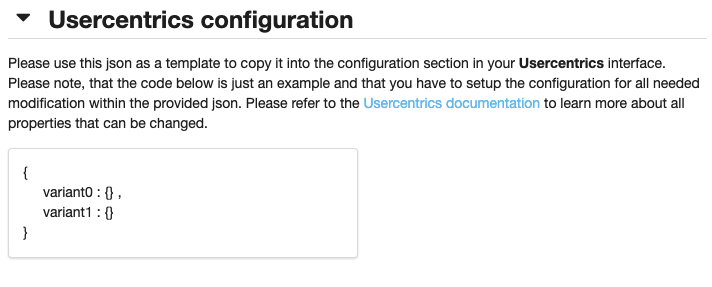 Usercentrics configuration
Please use this json as a template to copy it into the configuration section in your Usercentrics interface.
Please note, that the code below is just an example and that you have to setup the configuration for all needed
modification within the provided json. Please refer to the Usercentrics documentation to learn more about all
properties that can be changed.
{
variant0 : {} ,
variant1 : {}
}